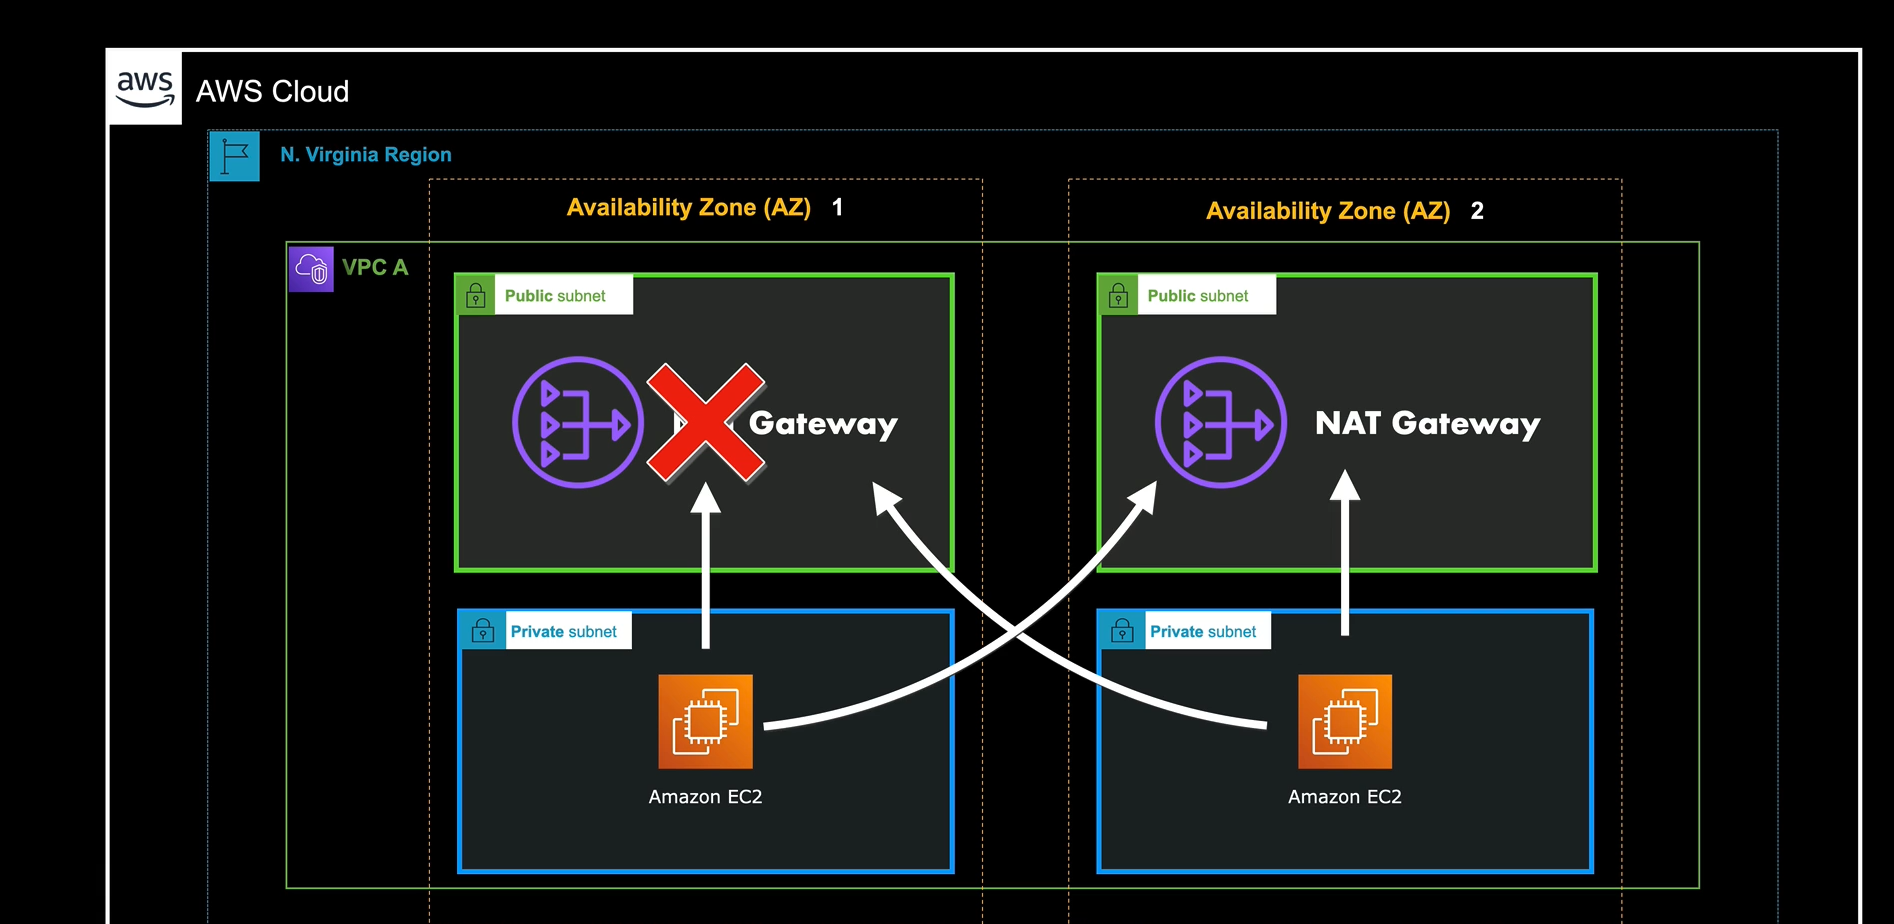 aws
AWS Cloud
N. Virginia Region
Availability Zone (AZ) 1
Availability Zone (AZ) 2
VPC A
Public subnet
Public subnet
Gateway
NAT Gateway
Private subnet
Private subnet
Amazon EC2
Amazon EC2